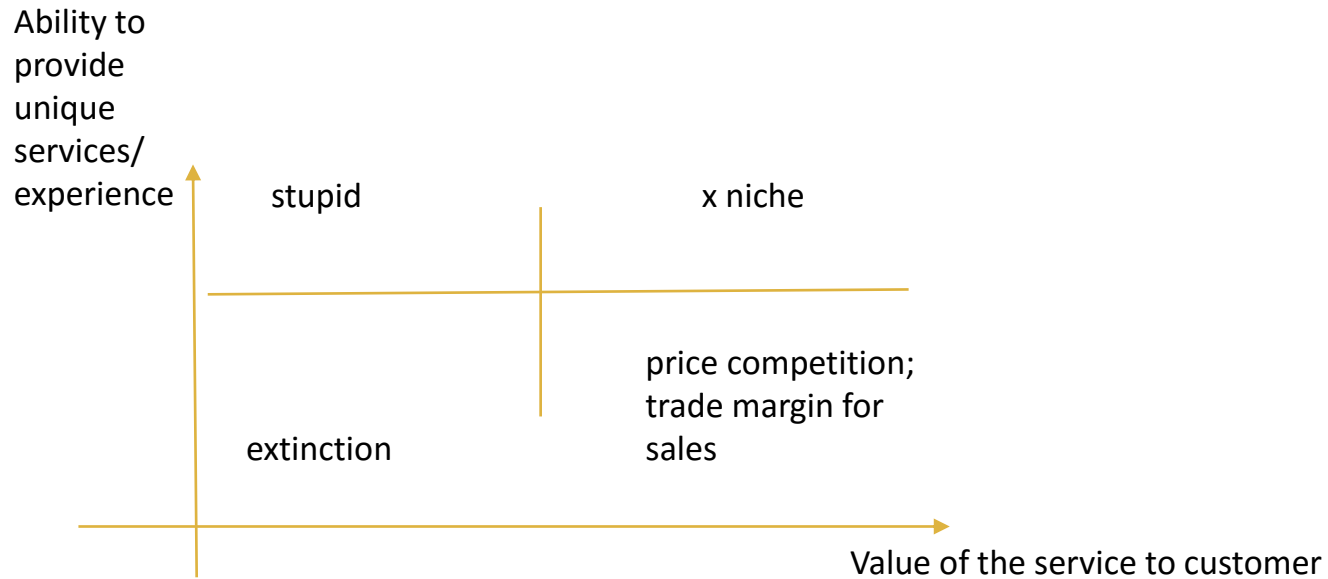 Ability to
provide
unique
services/
experience
stupid
x niche
price competition;
trade margin for
sales
extinction
Value of the service to customer